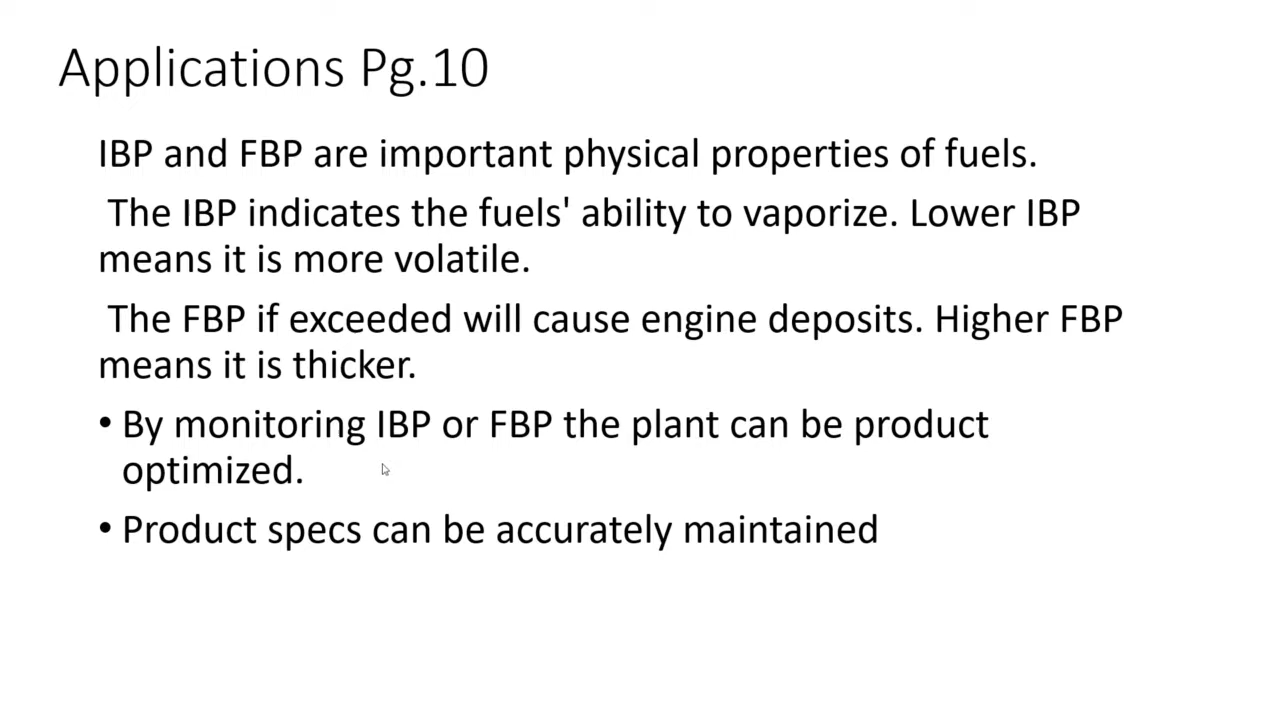 Applications Pg.10
IBP and FBP are important physical properties of fuels.
The IBP indicates the fuels' ability to vaporize. Lower IBP
means it is more volatile.
The FBP if exceeded will cause engine deposits. Higher FBP
means it is thicker.
• By monitoring IBP or FBP the plant can be product
optimized.
• Product specs can be accurately maintained